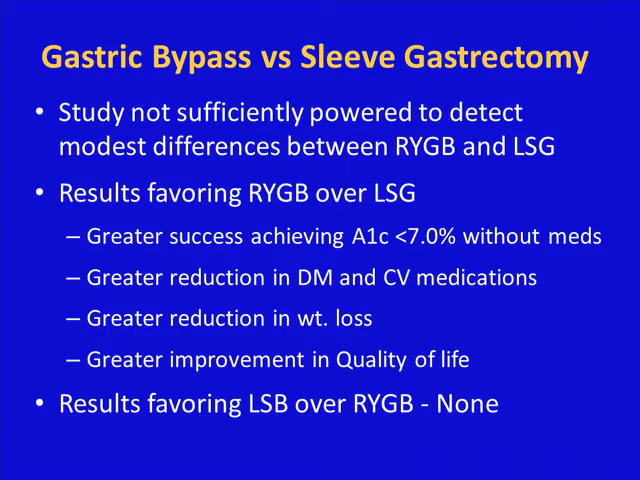 Gastric Bypass vs Sleeve Gastrectomy
• Study not sufficiently powered to detect
modest differences between RYGB and LSG
• Results favoring RYGB over LSG
– Greater success achieving A1c <7.0% without meds
– Greater reduction in DM and CV medications
– Greater reduction in wt. loss
– Greater improvement in Quality of life
• Results favoring LSB over RYGB - None